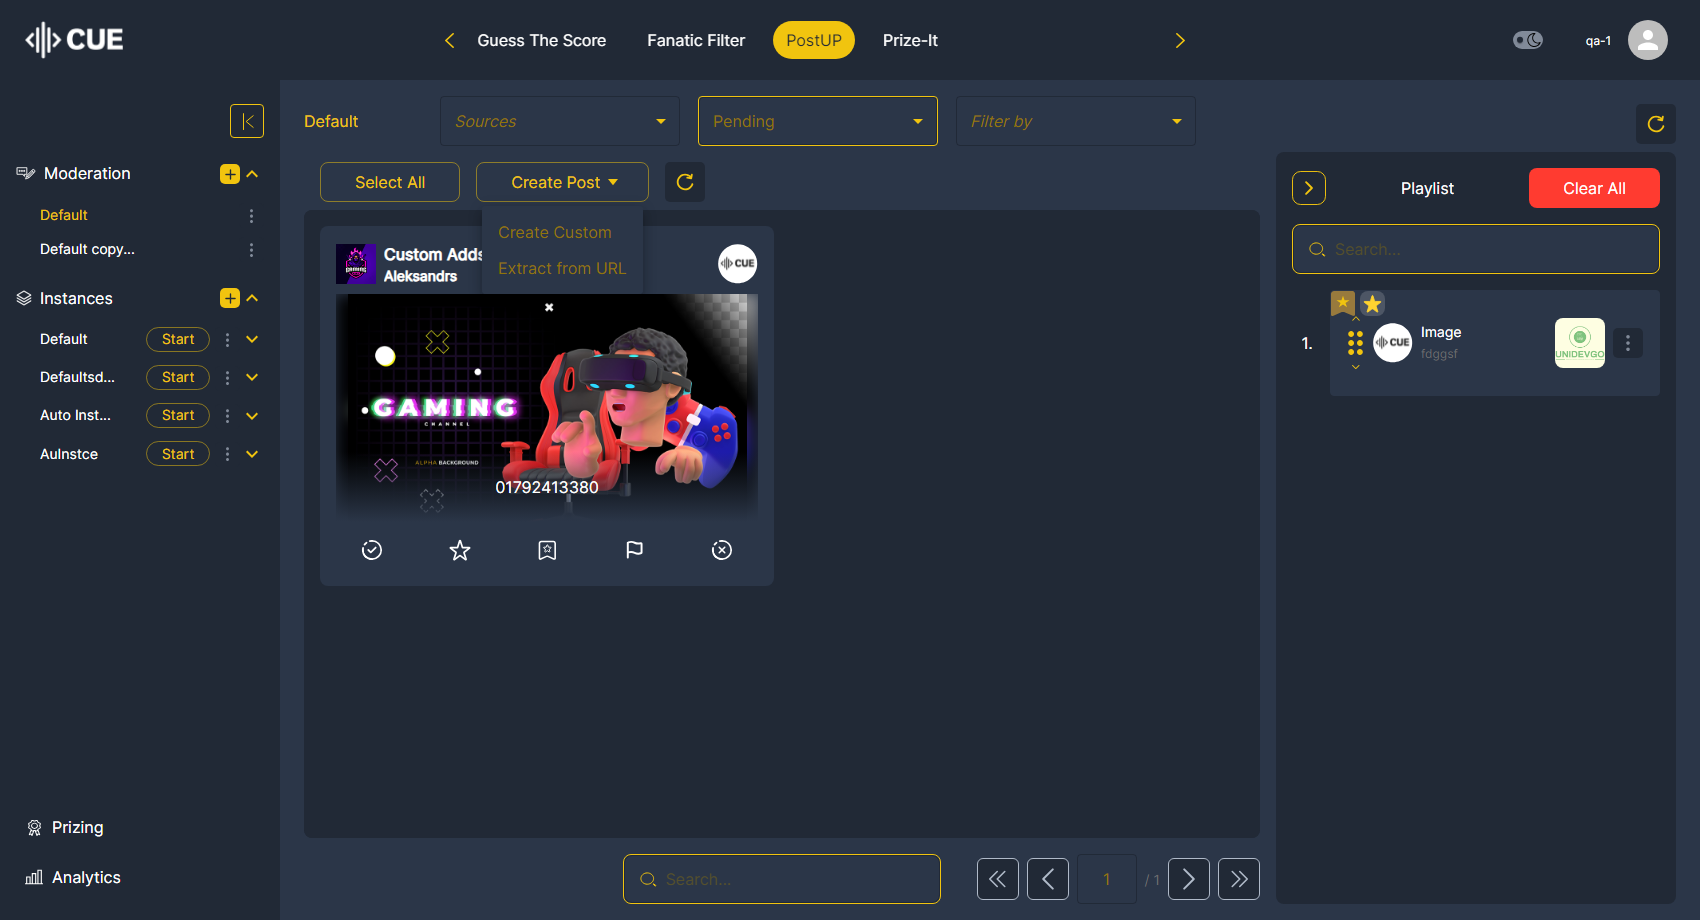 CUE
Guess The Score
Fanatic Filter
PostUP
Prize-It
qa-1
Moderation
Default
Default copy...
Instances
Default Start
Defaultsd... Start
Auto Inst... Start
AuInstce Start
Prizing
Analytics
Default
Sources
Pending
Filter by
Select All
Create Post
Create Custom
Extract from URL
Custom Adds
Aleksandrs
CUE
GAMING
GAMING
CHANNEL
ALPHA BACKGROUND
01792413380
Search...
1
/ 1
Playlist
Clear All
Search...
1.
CUE
Image
fdggsf
UNIDEVGO